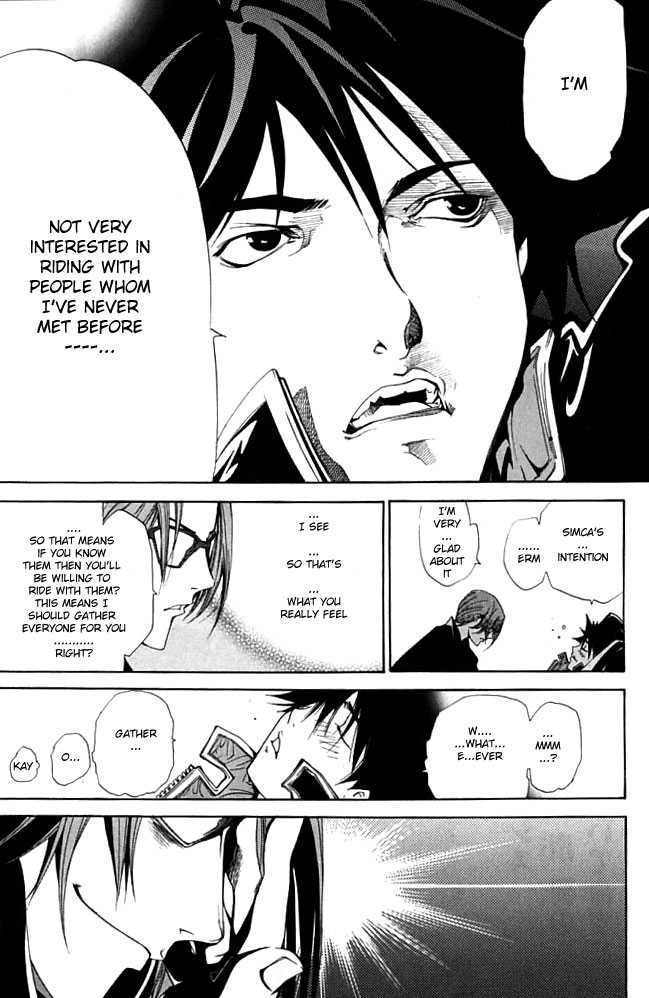 I'M
NOT VERY
INTERESTED IN
RIDING WITH
PEOPLE WHOM
I'VE NEVER
MET BEFORE
----...
SIMCA'S
...
INTENTION
......
ERM
I'M
VERY
...
GLAD
ABOUT
IT
...
I SEE
...
SO THAT'S
...
WHAT YOU
REALLY FEEL
....
SO THAT MEANS
IF YOU KNOW
THEM THEN YOU'LL
BE WILLING TO
RIDE WITH THEM?
THIS MEANS I
SHOULD GATHER
EVERYONE FOR YOU
...........
RIGHT?
...
MMM
...?
W....
...WHAT...
E...EVER
GATHER
...
O...
KAY